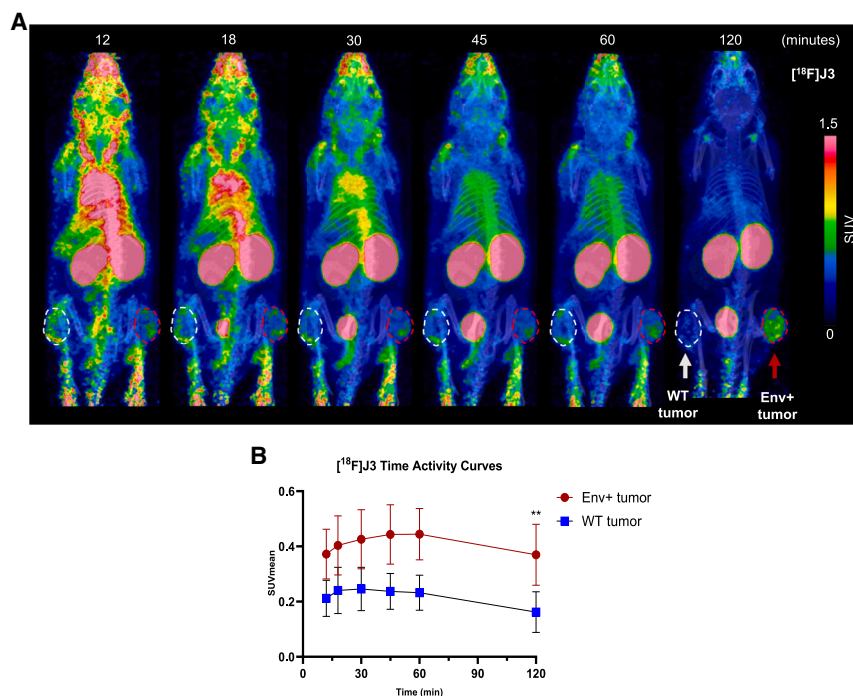 A
12 18 30 45 60 120 (minutes)
[¹⁸F]J3
1.5
SUV
0
WT tumor
Env+ tumor
B
[¹⁸F]J3 Time Activity Curves
0.6
0.4
0.2
0.0
SUVmean
**
Env+ tumor
WT tumor
0 30 60 90 120
Time (min)